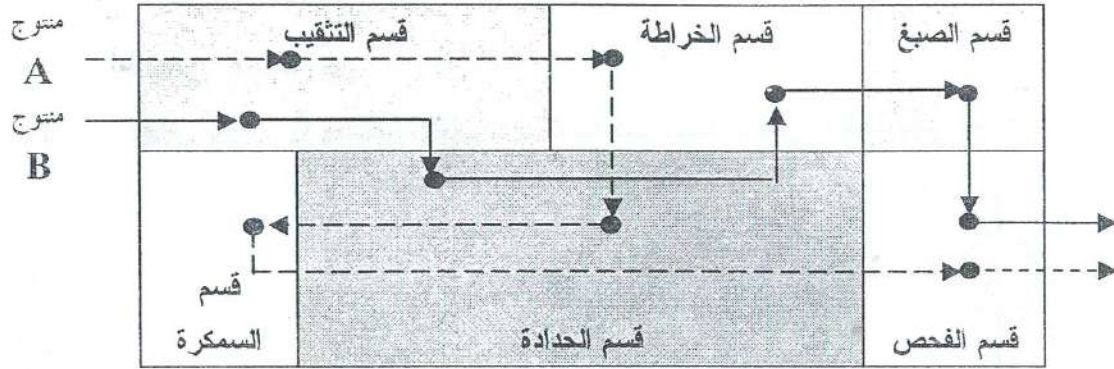 منتوج
A
منتوج
B
قسم التثقيب
قسم الخراطة
قسم الصبغ
قسم
السمكرة
قسم الحدادة
قسم الفحص